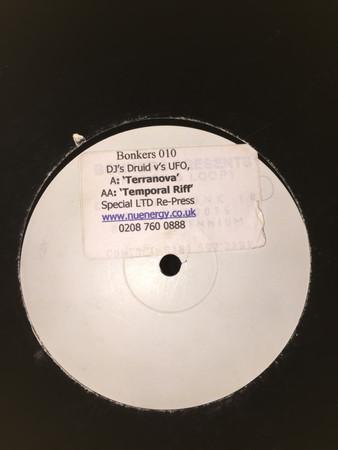 Bonkers 010
DJ's Druid v's UFO,
A: 'Terranova'
AA: 'Temporal Riff'
Special LTD Re-Press
www.nuenergy.co.uk
0208 760 0888